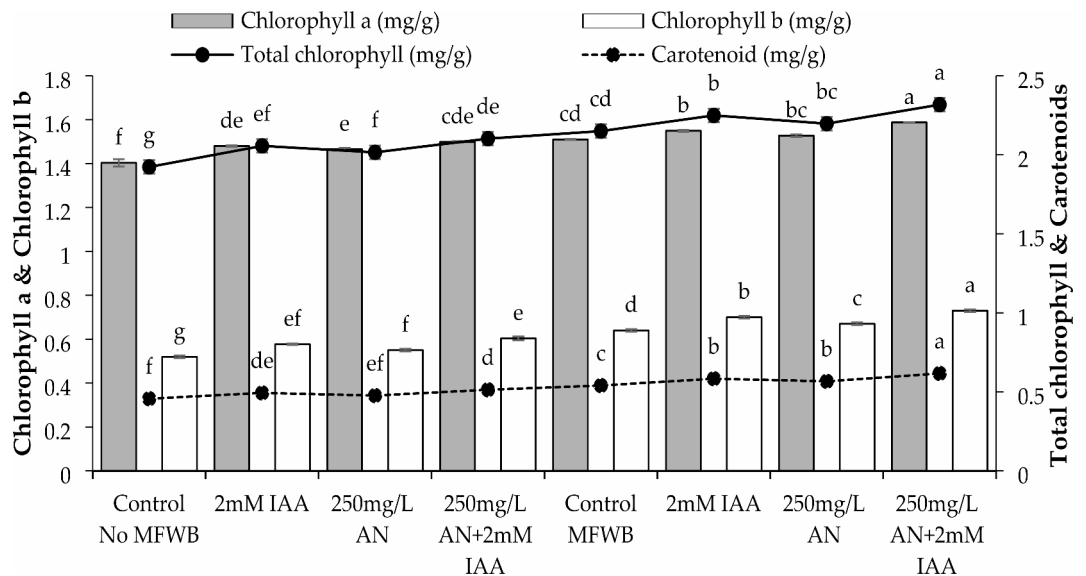 Chlorophyll a (mg/g)
Chlorophyll b (mg/g)
Total chlorophyll (mg/g)
Carotenoid (mg/g)
Chlorophyll a & Chlorophyll b
1.8
1.6
1.4
1.2
1
0.8
0.6
0.4
0.2
0
f g de ef e f cde de cd cd b b bc bc a a
g ef f e d b c a
f de ef d c b b a
2.5
2
1.5
1
0.5
0
Total chlorophyll & Carotenoids
Control
No MFWB
2mM IAA
250mg/L
AN
250mg/L
AN+2mM
IAA
Control
MFWB
2mM IAA
250mg/L
AN
250mg/L
AN+2mM
IAA